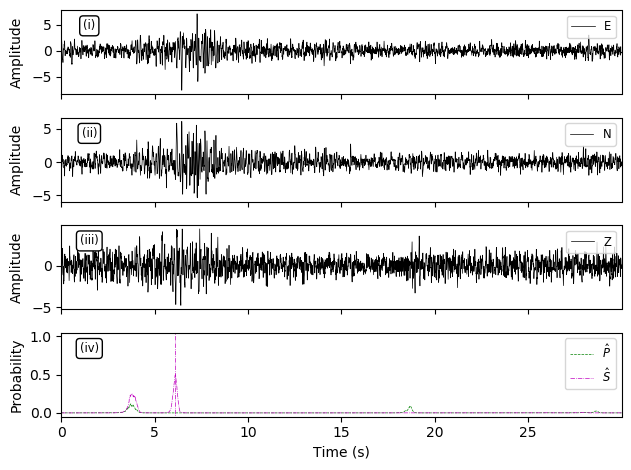 (i)
E
Amplitude
5
0
−5
(ii)
N
Amplitude
5
0
−5
(iii)
Z
Amplitude
0
−5
(iv)
P̂
Ŝ
Probability
1.0
0.5
0.0
0 5 10 15 20 25
Time (s)